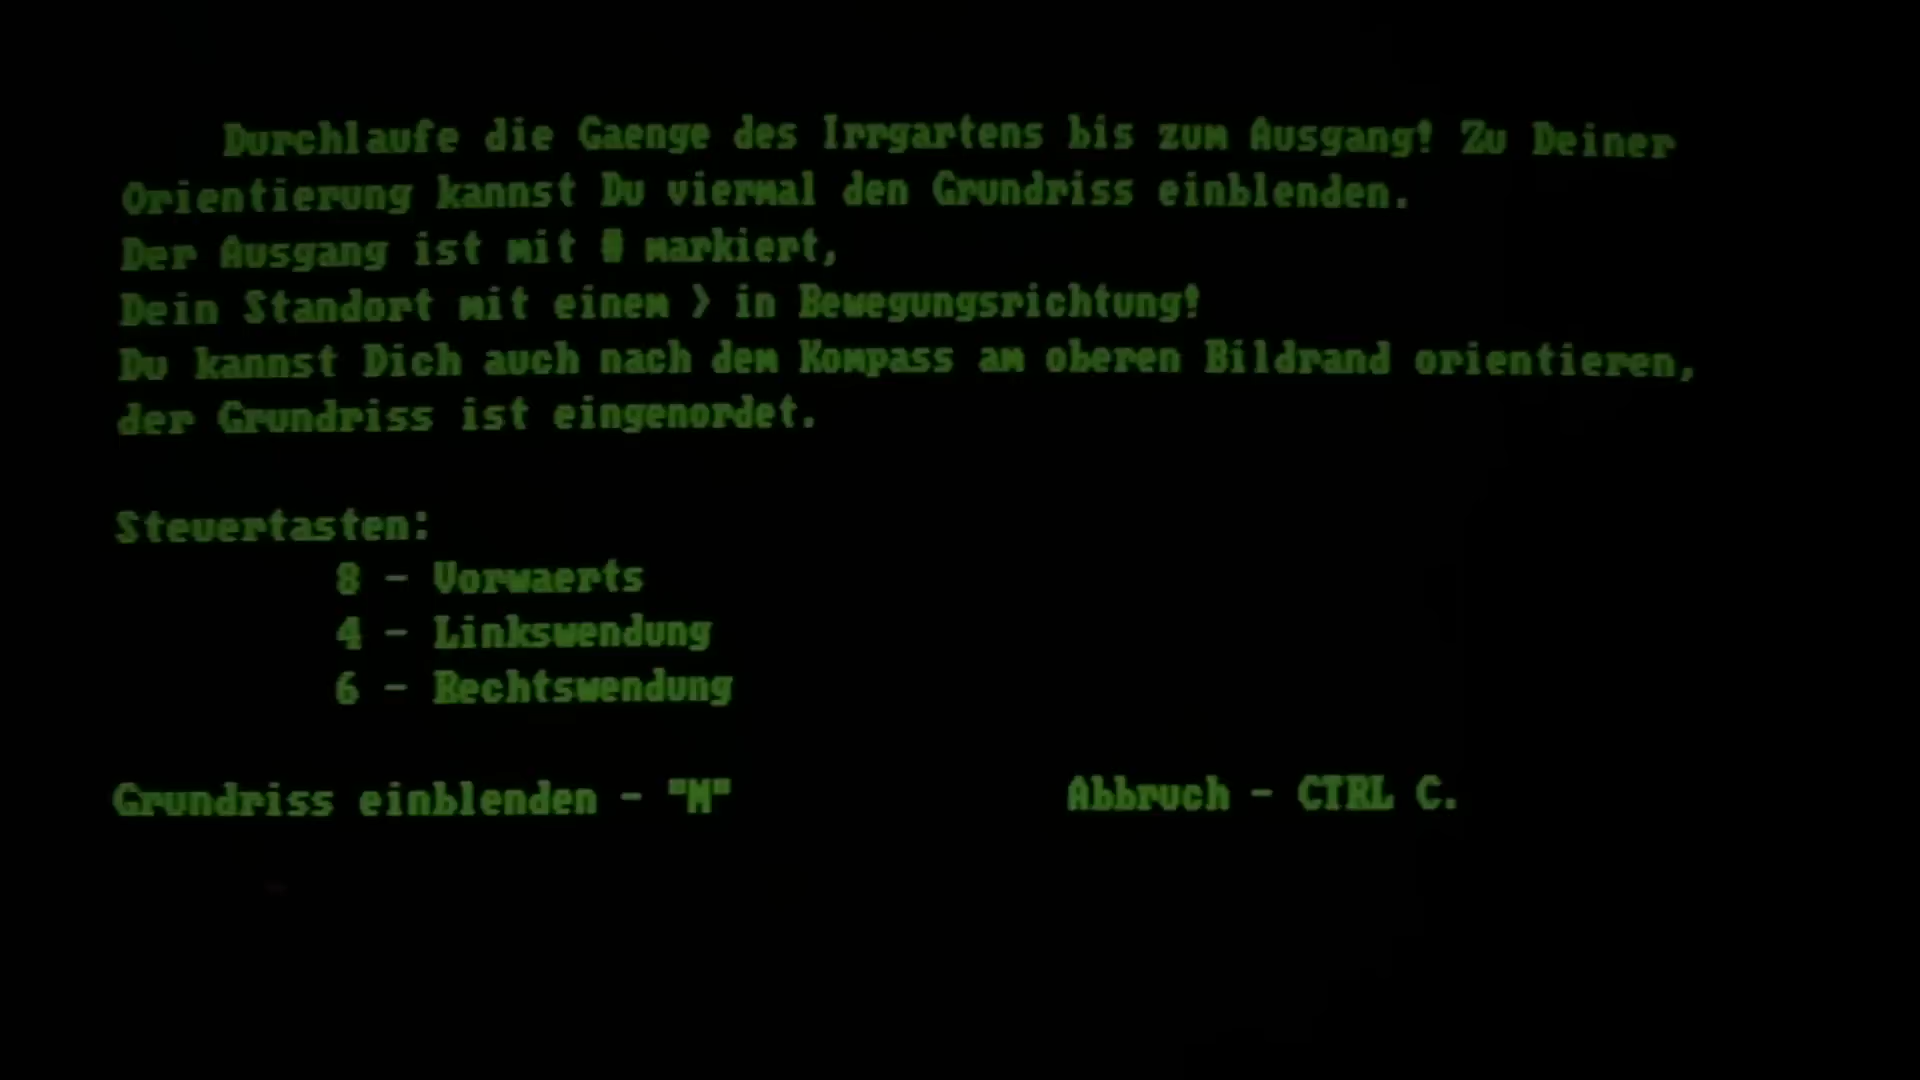 Durchlaufe die Gaenge des Irrgartens bis zum Ausgang! Zu Deiner
Orientierung kannst Du viermal den Grundriss einblenden.
Der Ausgang ist mit # markiert,
Dein Standort mit einem > in Bewegungsrichtung!
Du kannst Dich auch nach dem Kompass am oberen Bildrand orientieren,
der Grundriss ist eingenordet.
Steuertasten:
8 - Vorwaerts
4 - Linkswendung
6 - Rechtswendung
Grundriss einblenden - "M" Abbruch - CTRL C.